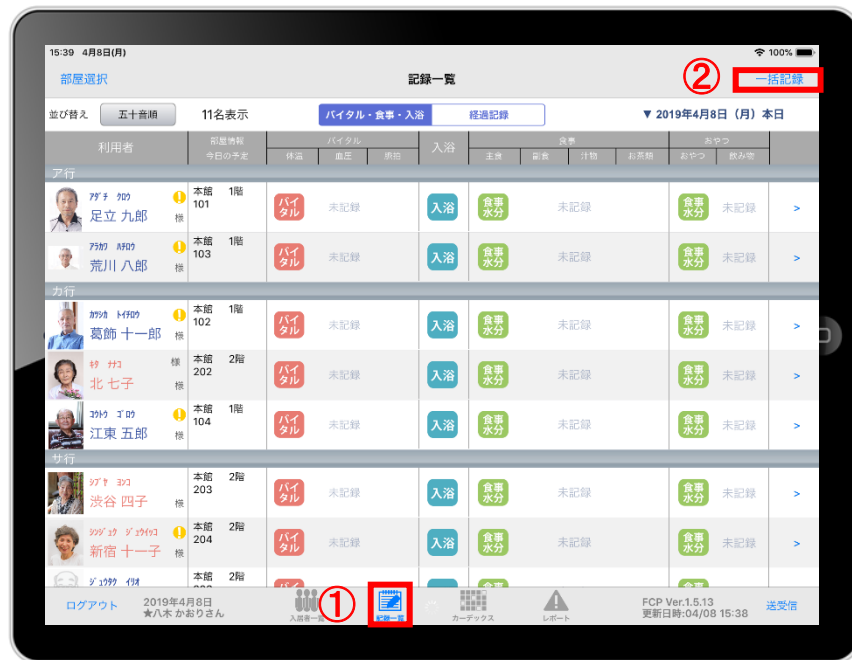 15:39 4月8日(月)
100%
部屋選択
記録一覧
②
一括記録
並び替え
五十音順
11名表示
バイタル・食事・入浴
経過記録
▼ 2019年4月8日（月）本日
利用者
部屋情報
今日の予定
バイタル
体温
血圧
脈拍
入浴
食事
主食
副食
汁物
お茶類
おやつ
おやつ
飲み物
ア行
ｱﾀﾞﾁ ｸﾛｳ
足立 九郎 様
本館 1階
101
バイタル
未記録
入浴
食事水分
未記録
食事水分
未記録
>
ｱﾗｶﾜ ﾊﾁﾛｳ
荒川 八郎 様
本館 1階
103
バイタル
未記録
入浴
食事水分
未記録
食事水分
未記録
>
カ行
ｶﾂｼｶ ﾄｲﾁﾛｳ
葛飾 十一郎 様
本館 1階
102
バイタル
未記録
入浴
食事水分
未記録
食事水分
未記録
>
ｷﾀ ﾅﾅｺ 様
北 七子 様
本館 2階
202
バイタル
未記録
入浴
食事水分
未記録
食事水分
未記録
>
ｺｳﾄｳ ｺﾞﾛｳ
江東 五郎 様
本館 1階
104
バイタル
未記録
入浴
食事水分
未記録
食事水分
未記録
>
サ行
ｼﾌﾞﾔ ﾖﾝｺ
渋谷 四子 様
本館 2階
203
バイタル
未記録
入浴
食事水分
未記録
食事水分
未記録
>
ｼﾝｼﾞｭｸ ｼﾞｭｳｲﾁｺ
新宿 十一子 様
本館 2階
204
バイタル
未記録
入浴
食事水分
未記録
食事水分
未記録
>
本館 2階
ログアウト
2019年4月8日
★八木 かおりさん
入居者一覧
①
記録一覧
カーデックス
レポート
FCP Ver.1.5.13
更新日時:04/08 15:38
送受信